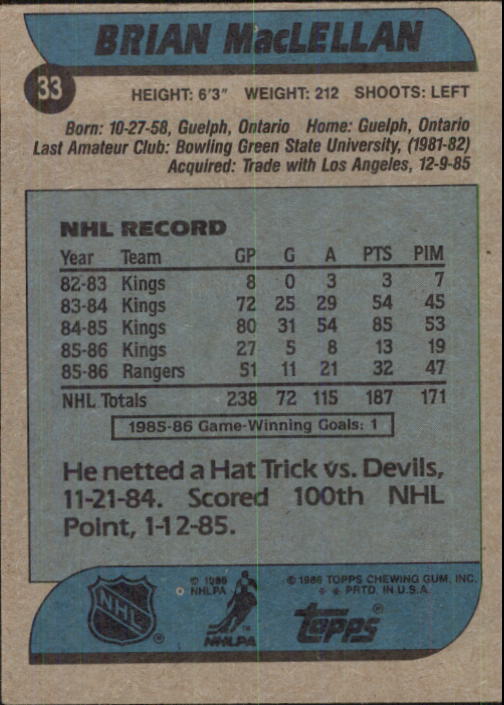 BRIAN MacLELLAN
33
HEIGHT: 6'3" WEIGHT: 212 SHOOTS: LEFT
Born: 10-27-58, Guelph, Ontario Home: Guelph, Ontario
Last Amateur Club: Bowling Green State University, (1981-82)
Acquired: Trade with Los Angeles, 12-9-85
NHL RECORD
Year Team GP G A PTS PIM
82-83 Kings 8 0 3 3 7
83-84 Kings 72 25 29 54 45
84-85 Kings 80 31 54 85 53
85-86 Kings 27 5 8 13 19
85-86 Rangers 51 11 21 32 47
NHL Totals 238 72 115 187 171
1985-86 Game-Winning Goals: 1
He netted a Hat Trick vs. Devils,
11-21-84. Scored 100th NHL
Point, 1-12-85.
NHL ®
© 1986
NHLPA
NHLPA ™
© 1986 TOPPS CHEWING GUM, INC.
* * PRTD. IN U.S.A.
topps ®